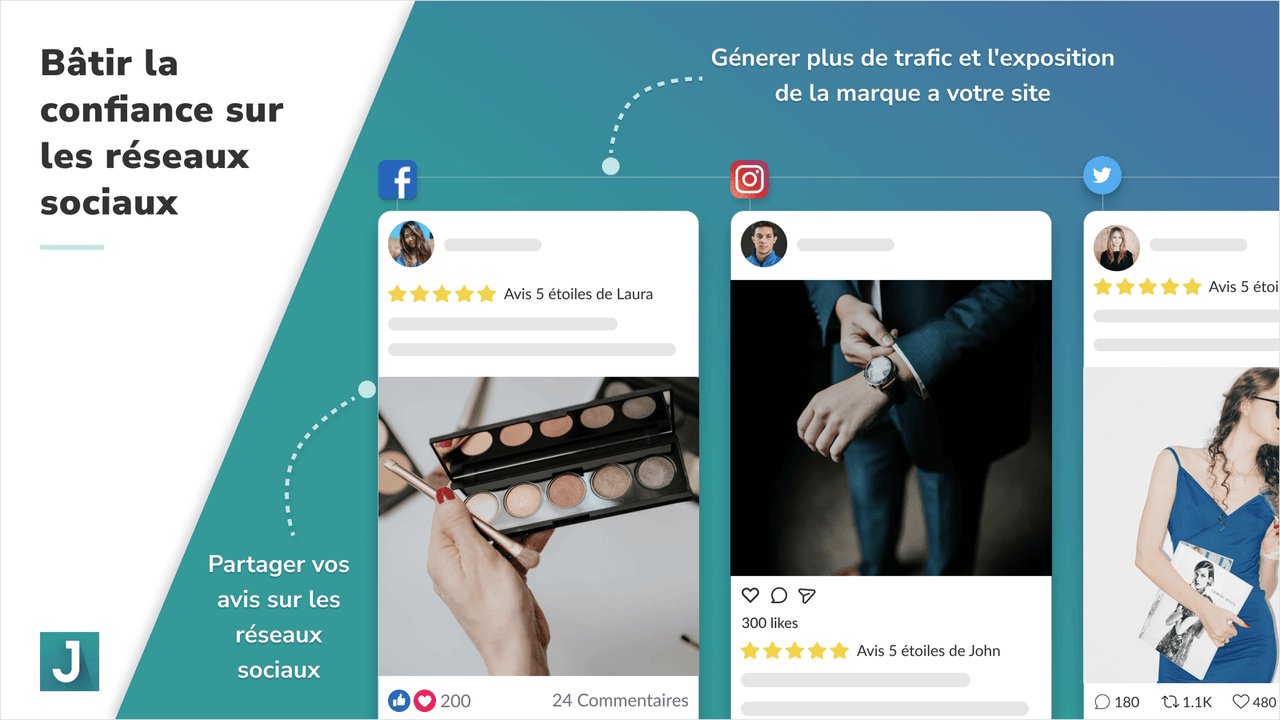 Bâtir la
confiance sur
les réseaux
sociaux
Génerer plus de trafic et l'exposition
de la marque a votre site
Avis 5 étoiles de Laura
200
24 Commentaires
300 likes
Avis 5 étoiles de John
Avis 5 étoi
180
1.1K
480
Partager vos
avis sur les
réseaux
sociaux
J